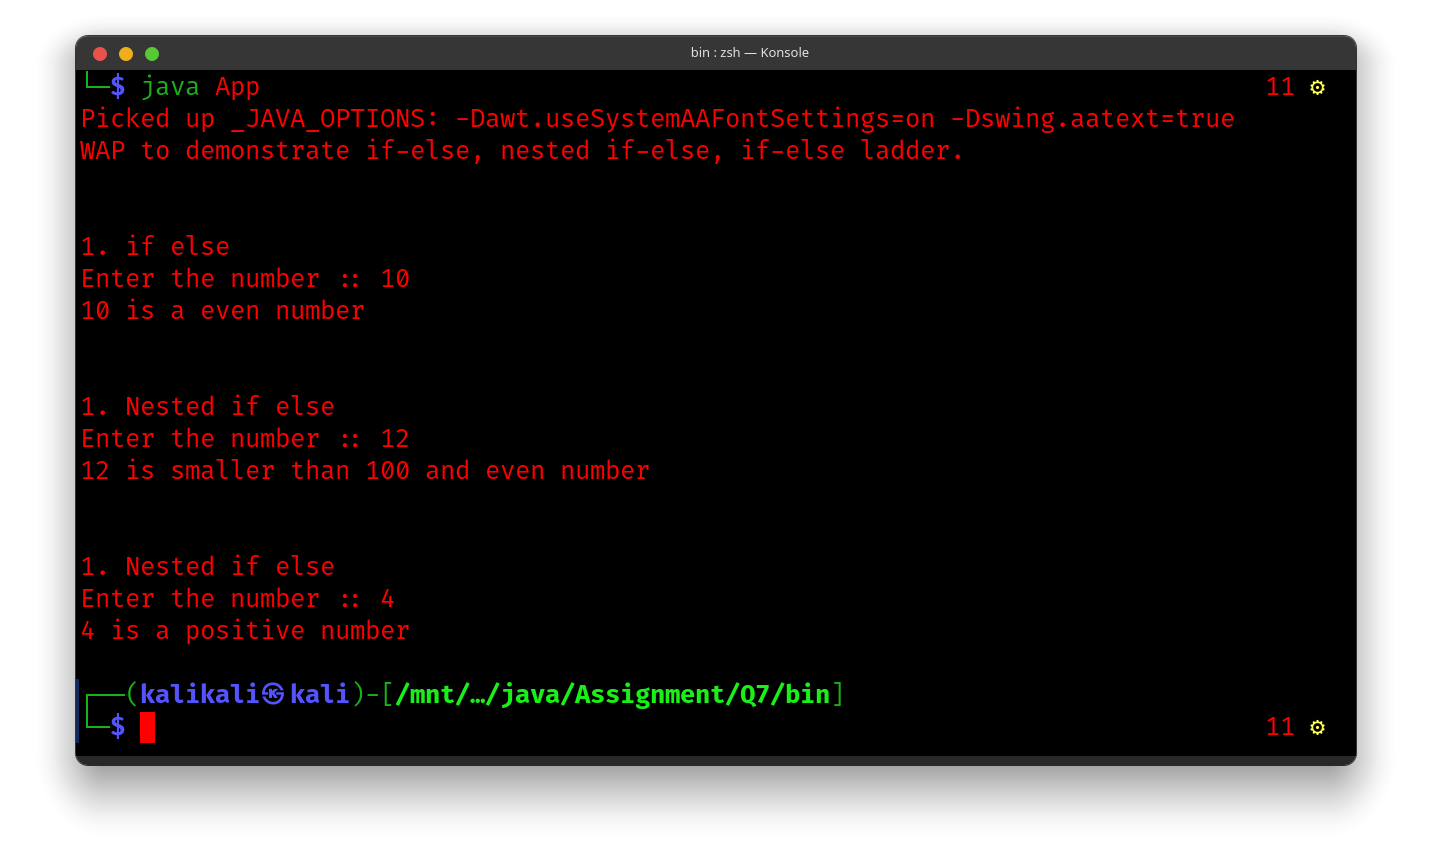 bin : zsh — Konsole
└─$ java App 11 ⚙
Picked up _JAVA_OPTIONS: -Dawt.useSystemAAFontSettings=on -Dswing.aatext=true
WAP to demonstrate if-else, nested if-else, if-else ladder.
1. if else
Enter the number :: 10
10 is a even number
1. Nested if else
Enter the number :: 12
12 is smaller than 100 and even number
1. Nested if else
Enter the number :: 4
4 is a positive number
┌──(kalikali㉿kali)-[/mnt/…/java/Assignment/Q7/bin]
└─$ 11 ⚙